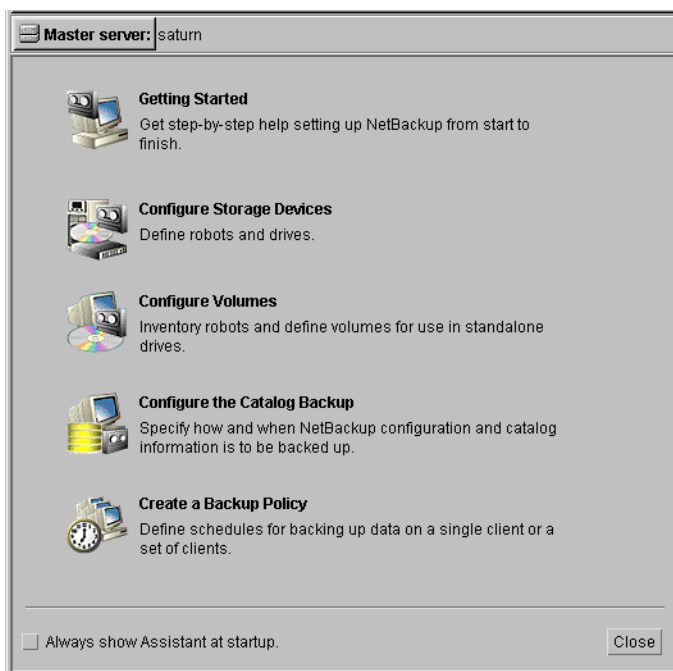 Master server: saturn
Getting Started
Get step-by-step help setting up NetBackup from start to
finish.
Configure Storage Devices
Define robots and drives.
Configure Volumes
Inventory robots and define volumes for use in standalone
drives.
Configure the Catalog Backup
Specify how and when NetBackup configuration and catalog
information is to be backed up.
Create a Backup Policy
Define schedules for backing up data on a single client or a
set of clients.
Always show Assistant at startup.
Close